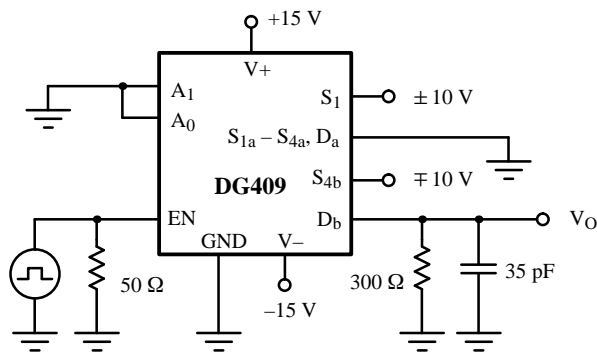 +15 V
V+
A1
A0
S1
± 10 V
S1a – S4a, Da
DG409
S4b
∓ 10 V
EN
Db
VO
GND
V–
50 Ω
300 Ω
35 pF
–15 V